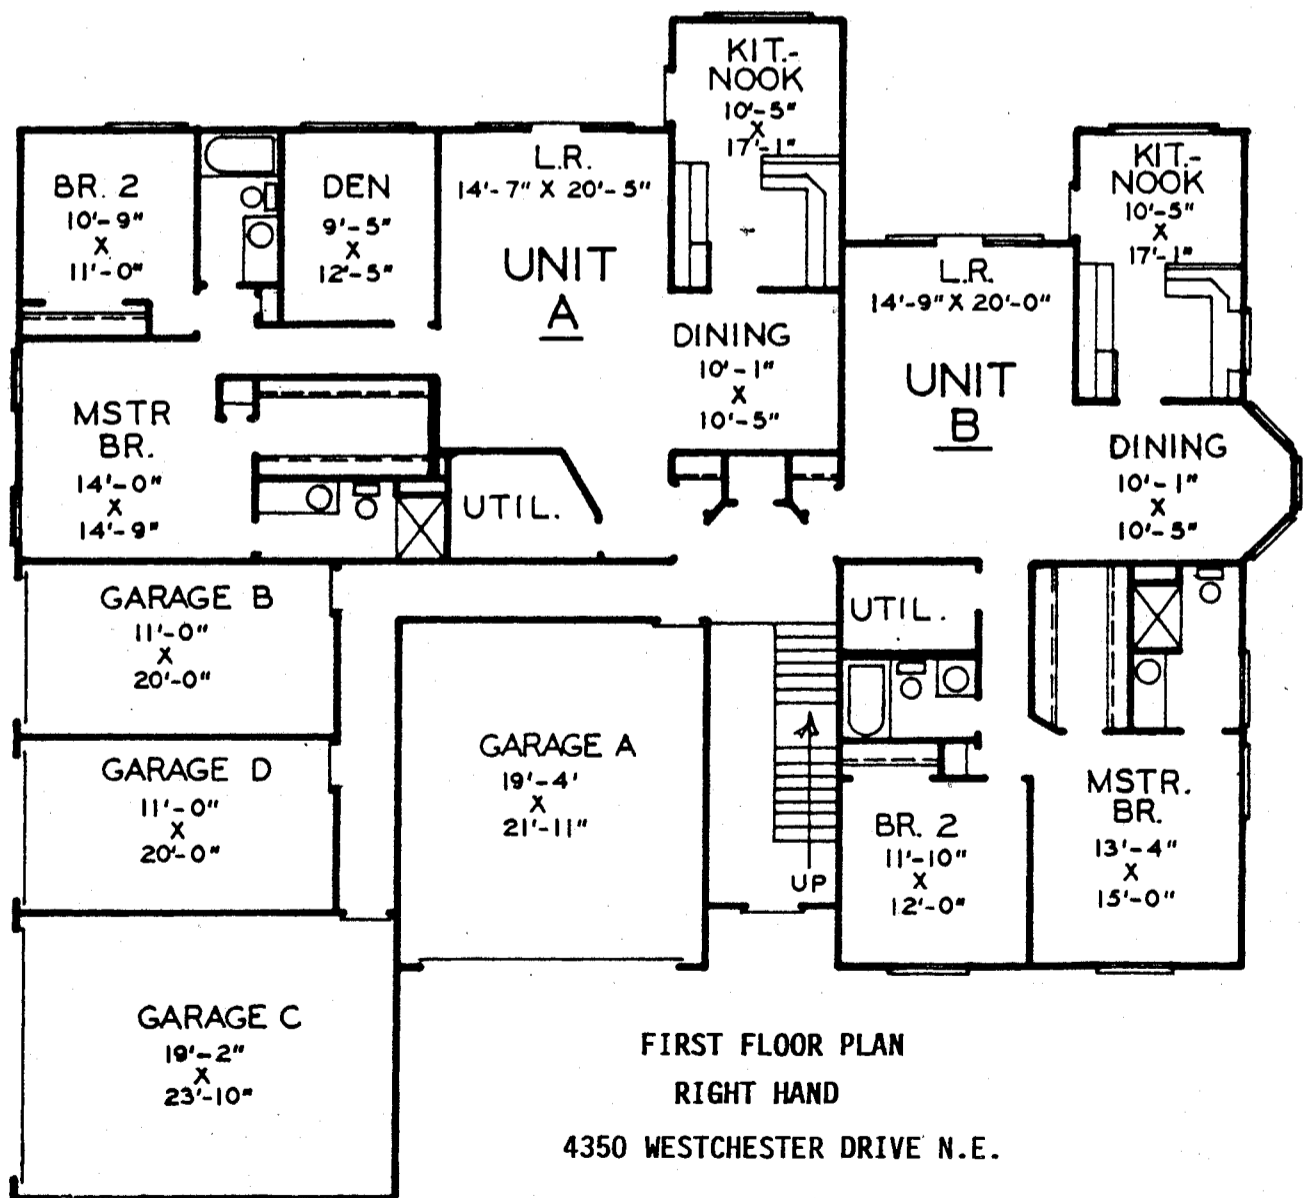 KIT.-
NOOK
10'-5"
X
17'-1"
BR. 2
10'-9"
X
11'-0"
DEN
9'-5"
X
12'-5"
L.R.
14'-7" X 20'-5"
UNIT
A
DINING
10'-1"
X
10'-5"
MSTR
BR.
14'-0"
X
14'-9"
UTIL.
KIT.-
NOOK
10'-5"
X
17'-1"
L.R.
14'-9" X 20'-0"
UNIT
B
DINING
10'-1"
X
10'-5"
GARAGE B
11'-0"
X
20'-0"
GARAGE D
11'-0"
X
20'-0"
GARAGE A
19'-4'
X
21'-11"
UTIL.
UP
BR. 2
11'-10"
X
12'-0"
MSTR.
BR.
13'-4"
X
15'-0"
GARAGE C
19'-2"
X
23'-10"
FIRST FLOOR PLAN
RIGHT HAND
4350 WESTCHESTER DRIVE N.E.